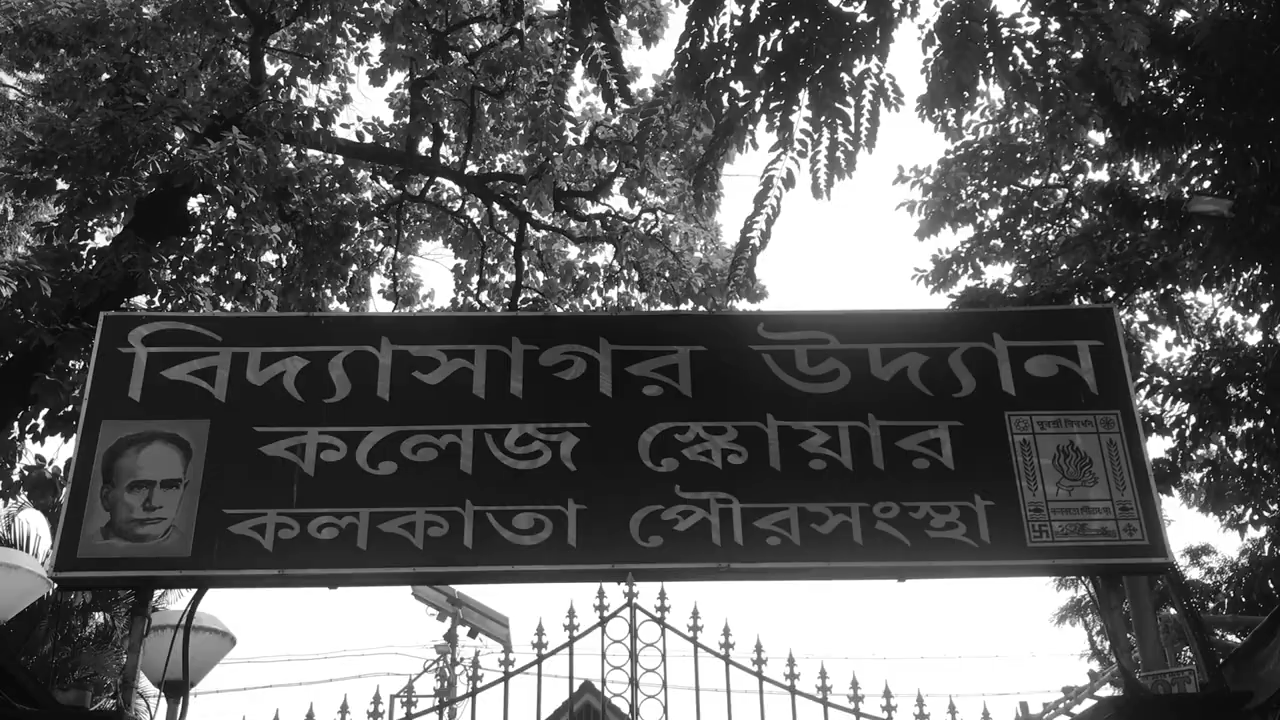 বিদ্যাসাগর উদ্যান
কলেজ স্কোয়ার
কলকাতা পৌরসংস্থা